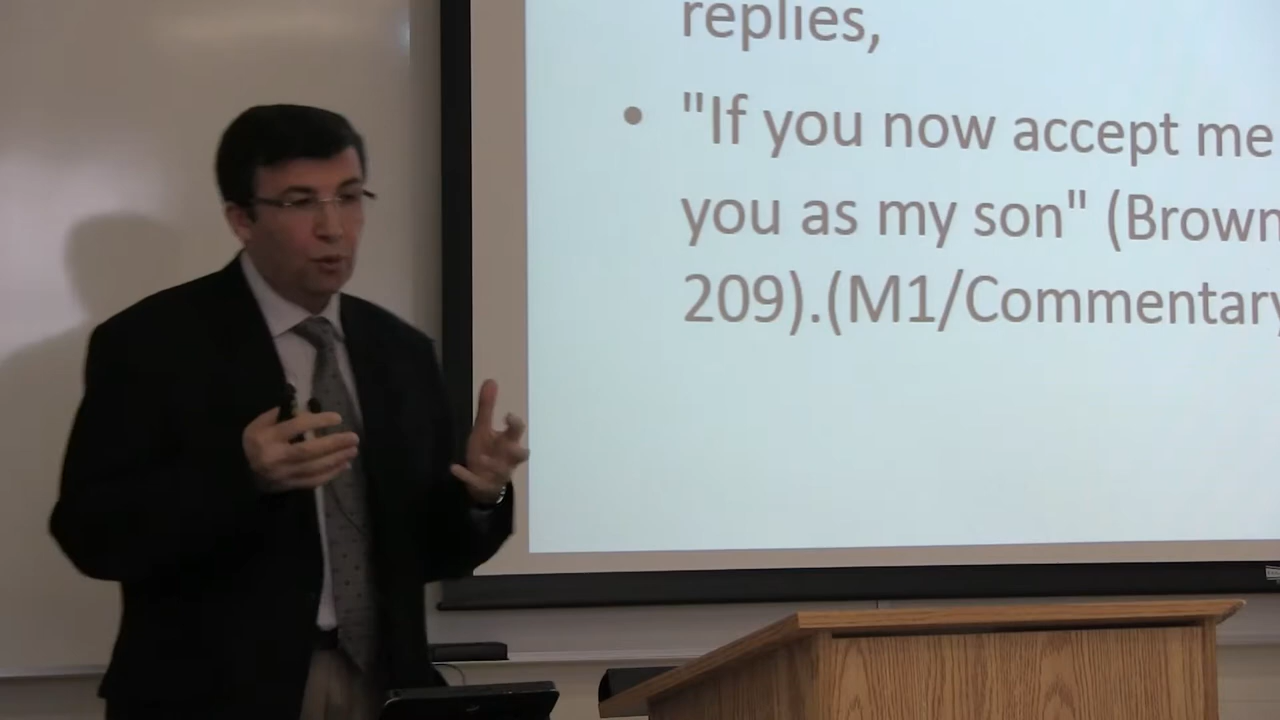 replies,
• "If you now accept me
you as my son" (Brown
209).(M1/Commentary